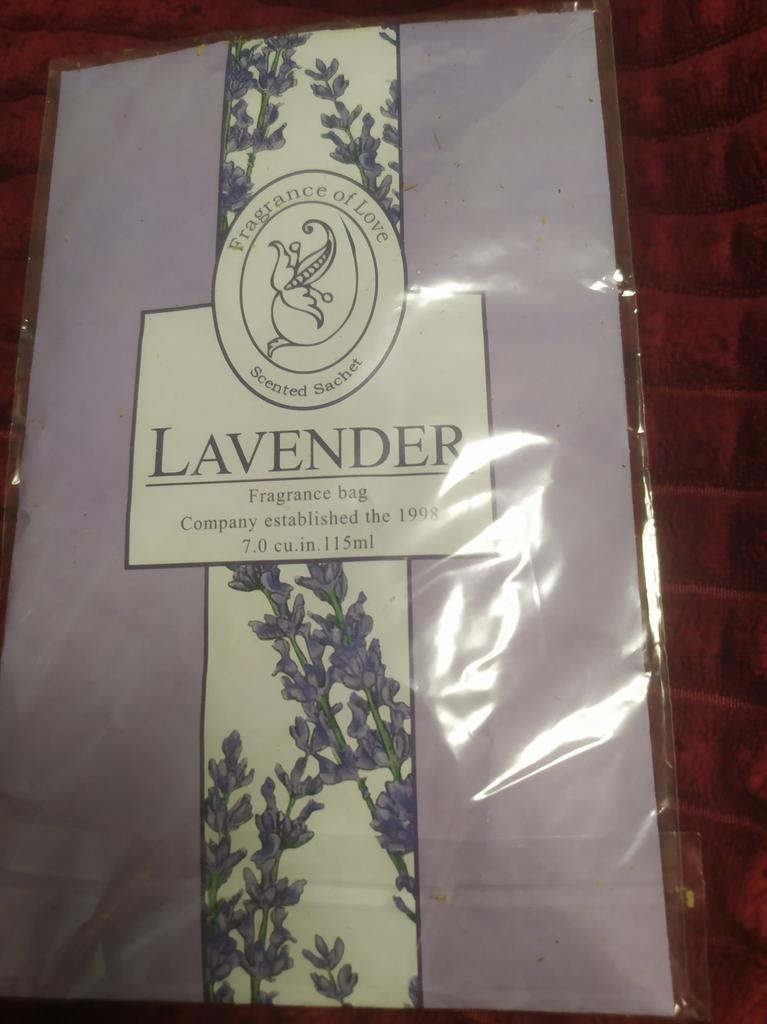 Fragrance of Love
Scented Sachet
LAVENDER
Fragrance bag
Company established the 1998
7.0 cu.in.115ml